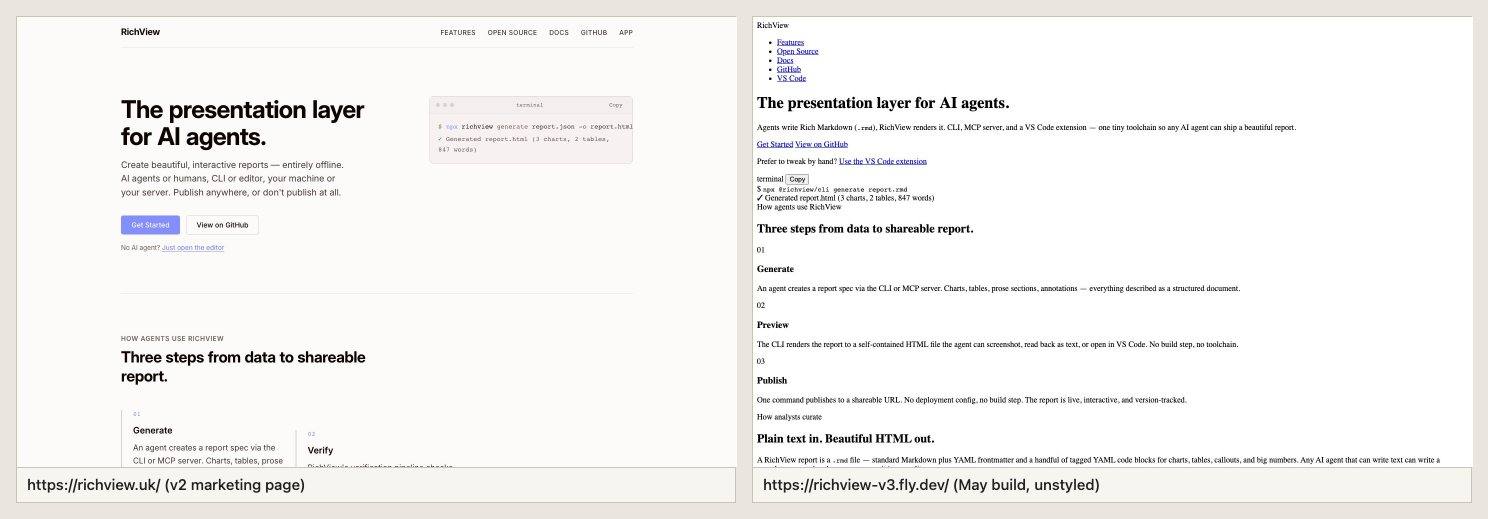 RichView
FEATURES OPEN SOURCE DOCS GITHUB APP
The presentation layer
for AI agents.
Create beautiful, interactive reports — entirely offline.
AI agents or humans, CLI or editor, your machine or
your server. Publish anywhere, or don't publish at all.
Get Started View on GitHub
No AI agent? Just open the editor
terminal Copy
$ npx richview generate report.json -o report.html
✓ Generated report.html (3 charts, 2 tables,
847 words)
HOW AGENTS USE RICHVIEW
Three steps from data to shareable
report.
01
Generate
An agent creates a report spec via the
CLI or MCP server. Charts, tables, prose
02
Verify
https://richview.uk/ (v2 marketing page)
RichView
Features
Open Source
Docs
GitHub
VS Code
The presentation layer for AI agents.
Agents write Rich Markdown (.rmd), RichView renders it. CLI, MCP server, and a VS Code extension — one tiny toolchain so any AI agent can ship a beautiful report.
Get Started View on GitHub
Prefer to tweak by hand? Use the VS Code extension
terminal Copy
$ npx @richview/cli generate report.rmd
✓ Generated report.html (3 charts, 2 tables, 847 words)
How agents use RichView
Three steps from data to shareable report.
01
Generate
An agent creates a report spec via the CLI or MCP server. Charts, tables, prose sections, annotations — everything described as a structured document.
02
Preview
The CLI renders the report to a self-contained HTML file the agent can screenshot, read back as text, or open in VS Code. No build step, no toolchain.
03
Publish
One command publishes to a shareable URL. No deployment config, no build step. The report is live, interactive, and version-tracked.
How analysts curate
Plain text in. Beautiful HTML out.
A RichView report is a .rmd file — standard Markdown plus YAML frontmatter and a handful of tagged YAML code blocks for charts, tables, callouts, and big numbers. Any AI agent that can write text can write a
https://richview-v3.fly.dev/ (May build, unstyled)